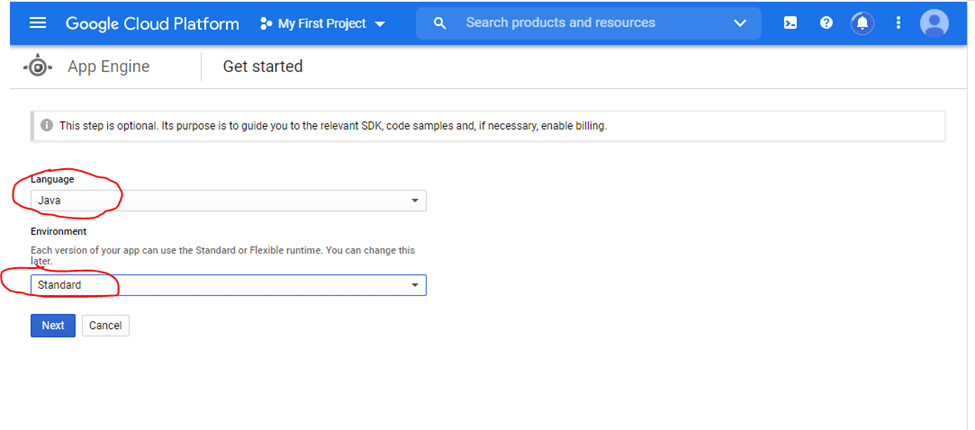 Google Cloud Platform My First Project Search products and resources
App Engine Get started
This step is optional. Its purpose is to guide you to the relevant SDK, code samples and, if necessary, enable billing.
Language
Java
Environment
Each version of your app can use the Standard or Flexible runtime. You can change this
later.
Standard
Next Cancel